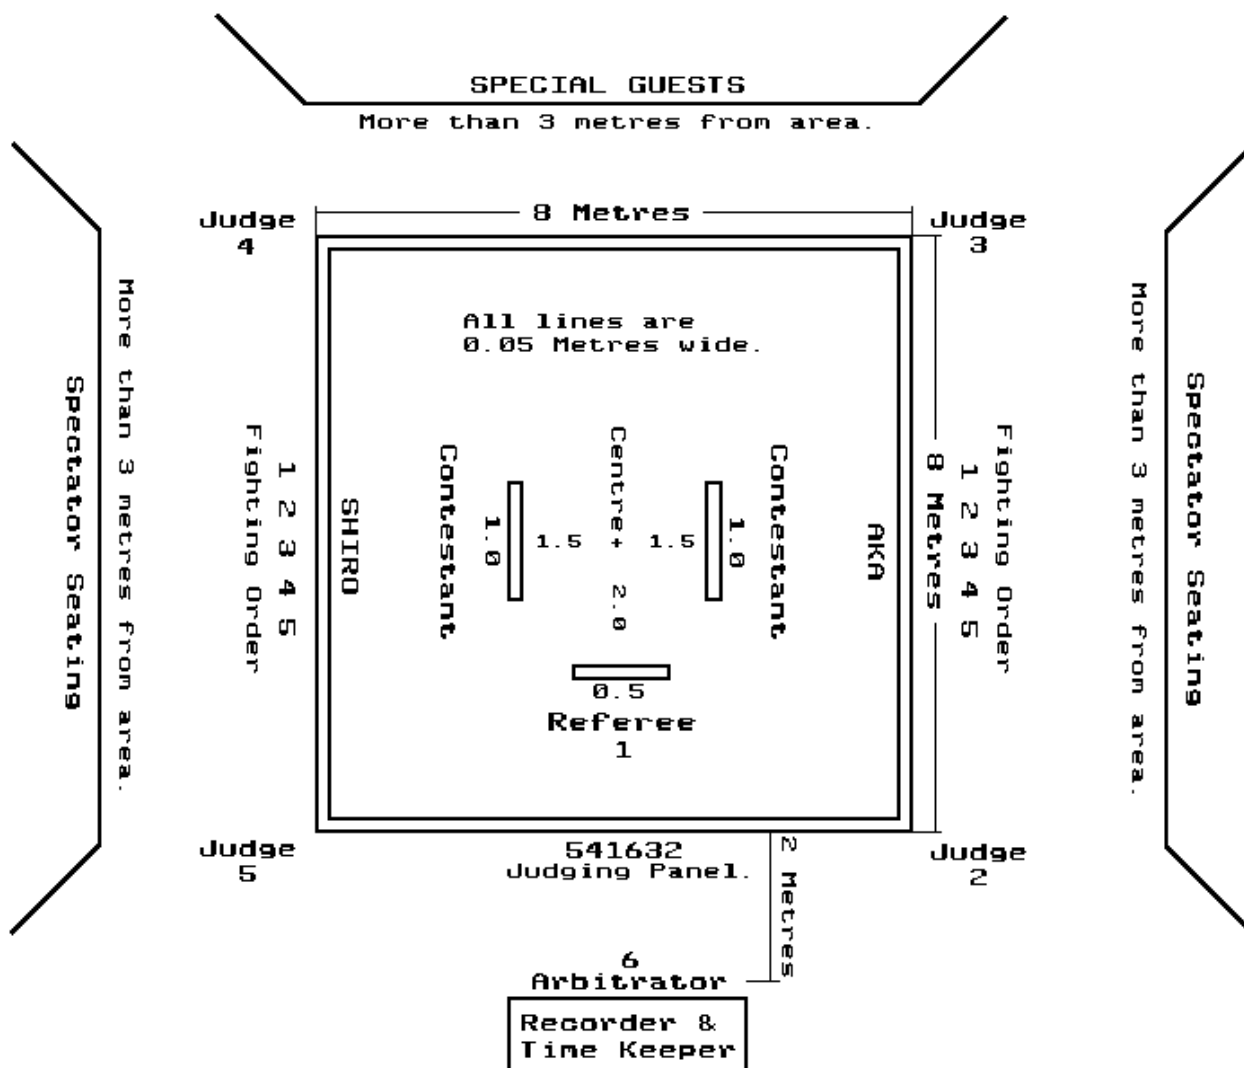 SPECIAL GUESTS
More than 3 metres from area.
Judge
4
8 Metres
Judge
3
All lines are
0.05 Metres wide.
Spectator Seating
More than 3 metres from area.
Fighting Order
1 2 3 4 5
SHIRO
Contestant
1.0
1.5
Centre+ 2.0
1.5
1.0
Contestant
AKA
8 Metres
1 2 3 4 5
Fighting Order
More than 3 metres from area.
Spectator Seating
0.5
Referee
1
Judge
5
541632
Judging Panel.
2 Metres
Judge
2
6
Arbitrator
Recorder &
Time Keeper